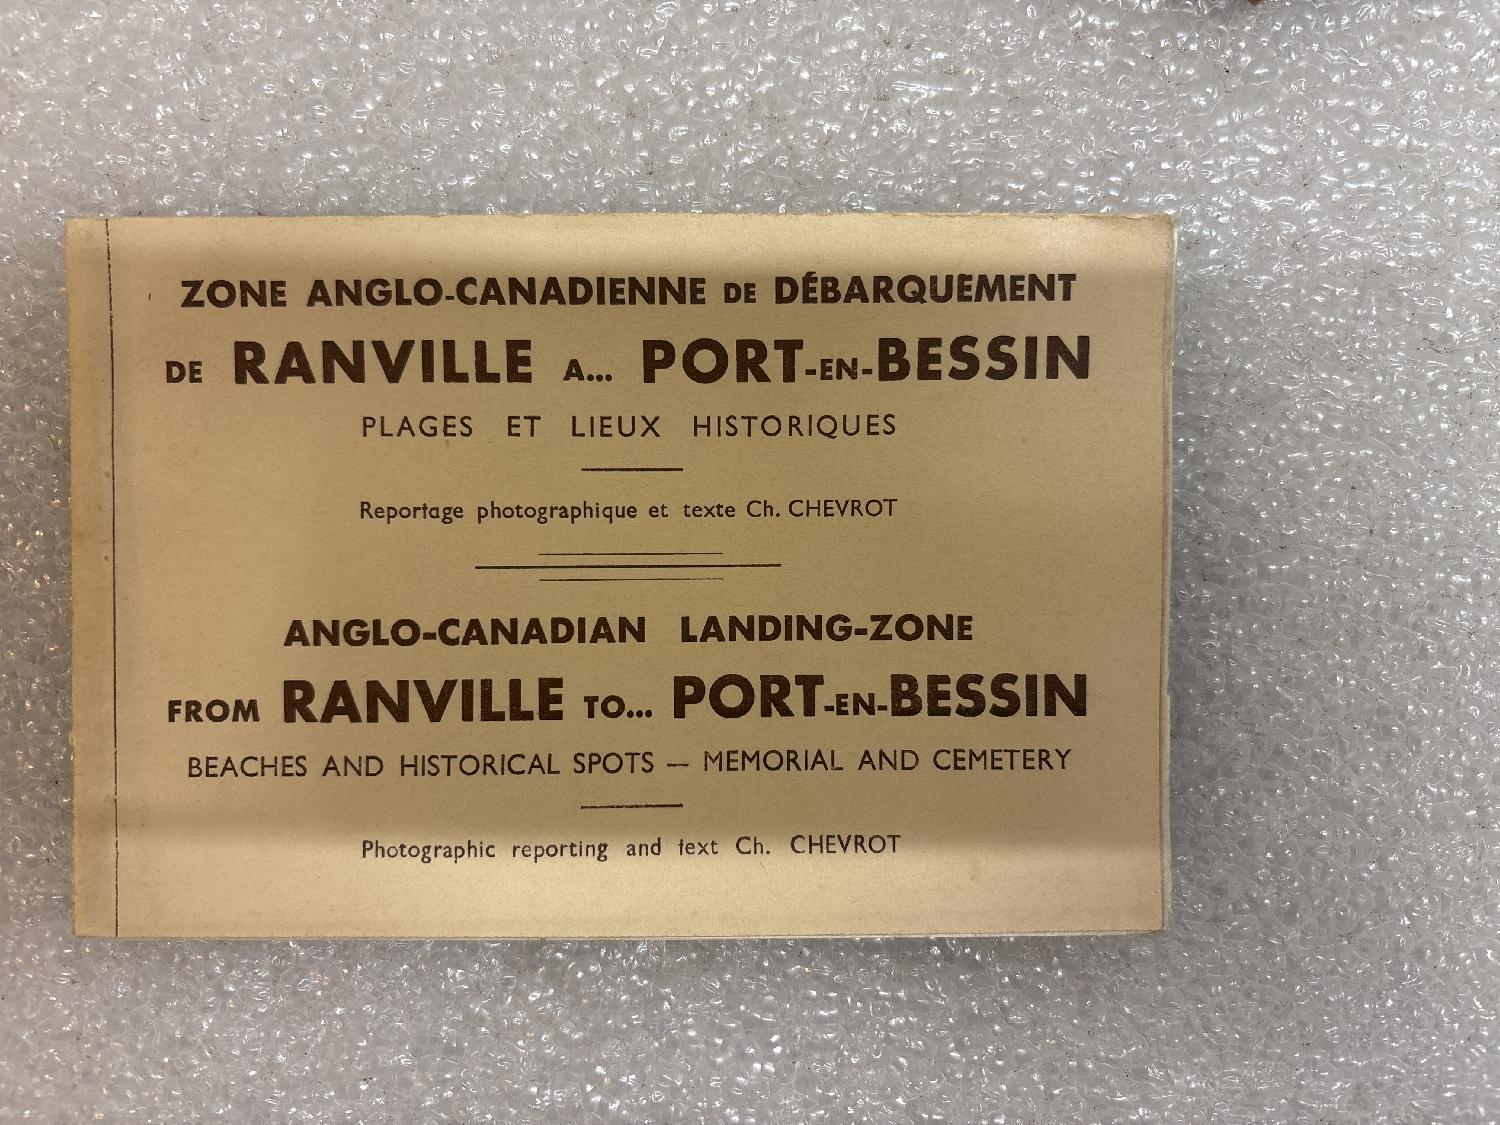 ZONE ANGLO-CANADIENNE DE DÉBARQUEMENT
DE RANVILLE A... PORT-EN-BESSIN
PLAGES ET LIEUX HISTORIQUES
Reportage photographique et texte Ch. CHEVROT
ANGLO-CANADIAN LANDING-ZONE
FROM RANVILLE TO... PORT-EN-BESSIN
BEACHES AND HISTORICAL SPOTS — MEMORIAL AND CEMETERY
Photographic reporting and text Ch. CHEVROT